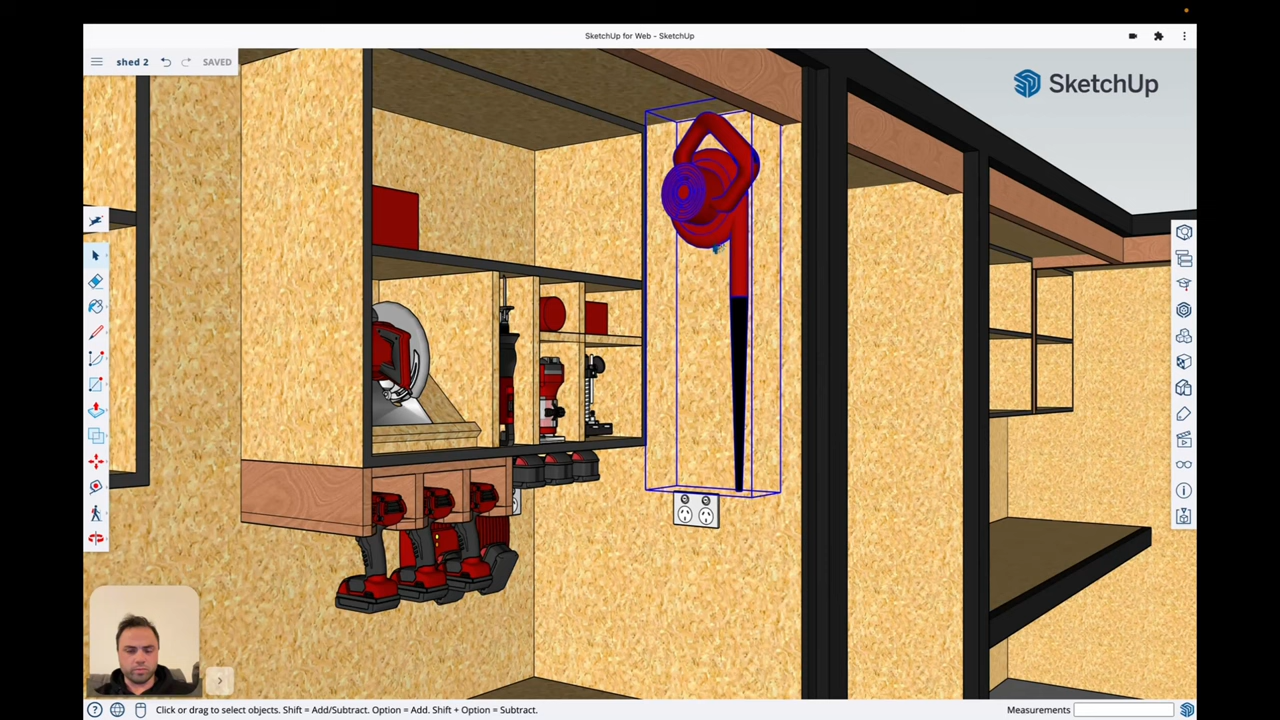 SketchUp for Web - SketchUp
shed 2
SAVED
SketchUp
Click or drag to select objects. Shift = Add/Subtract. Option = Add. Shift + Option = Subtract.
Measurements